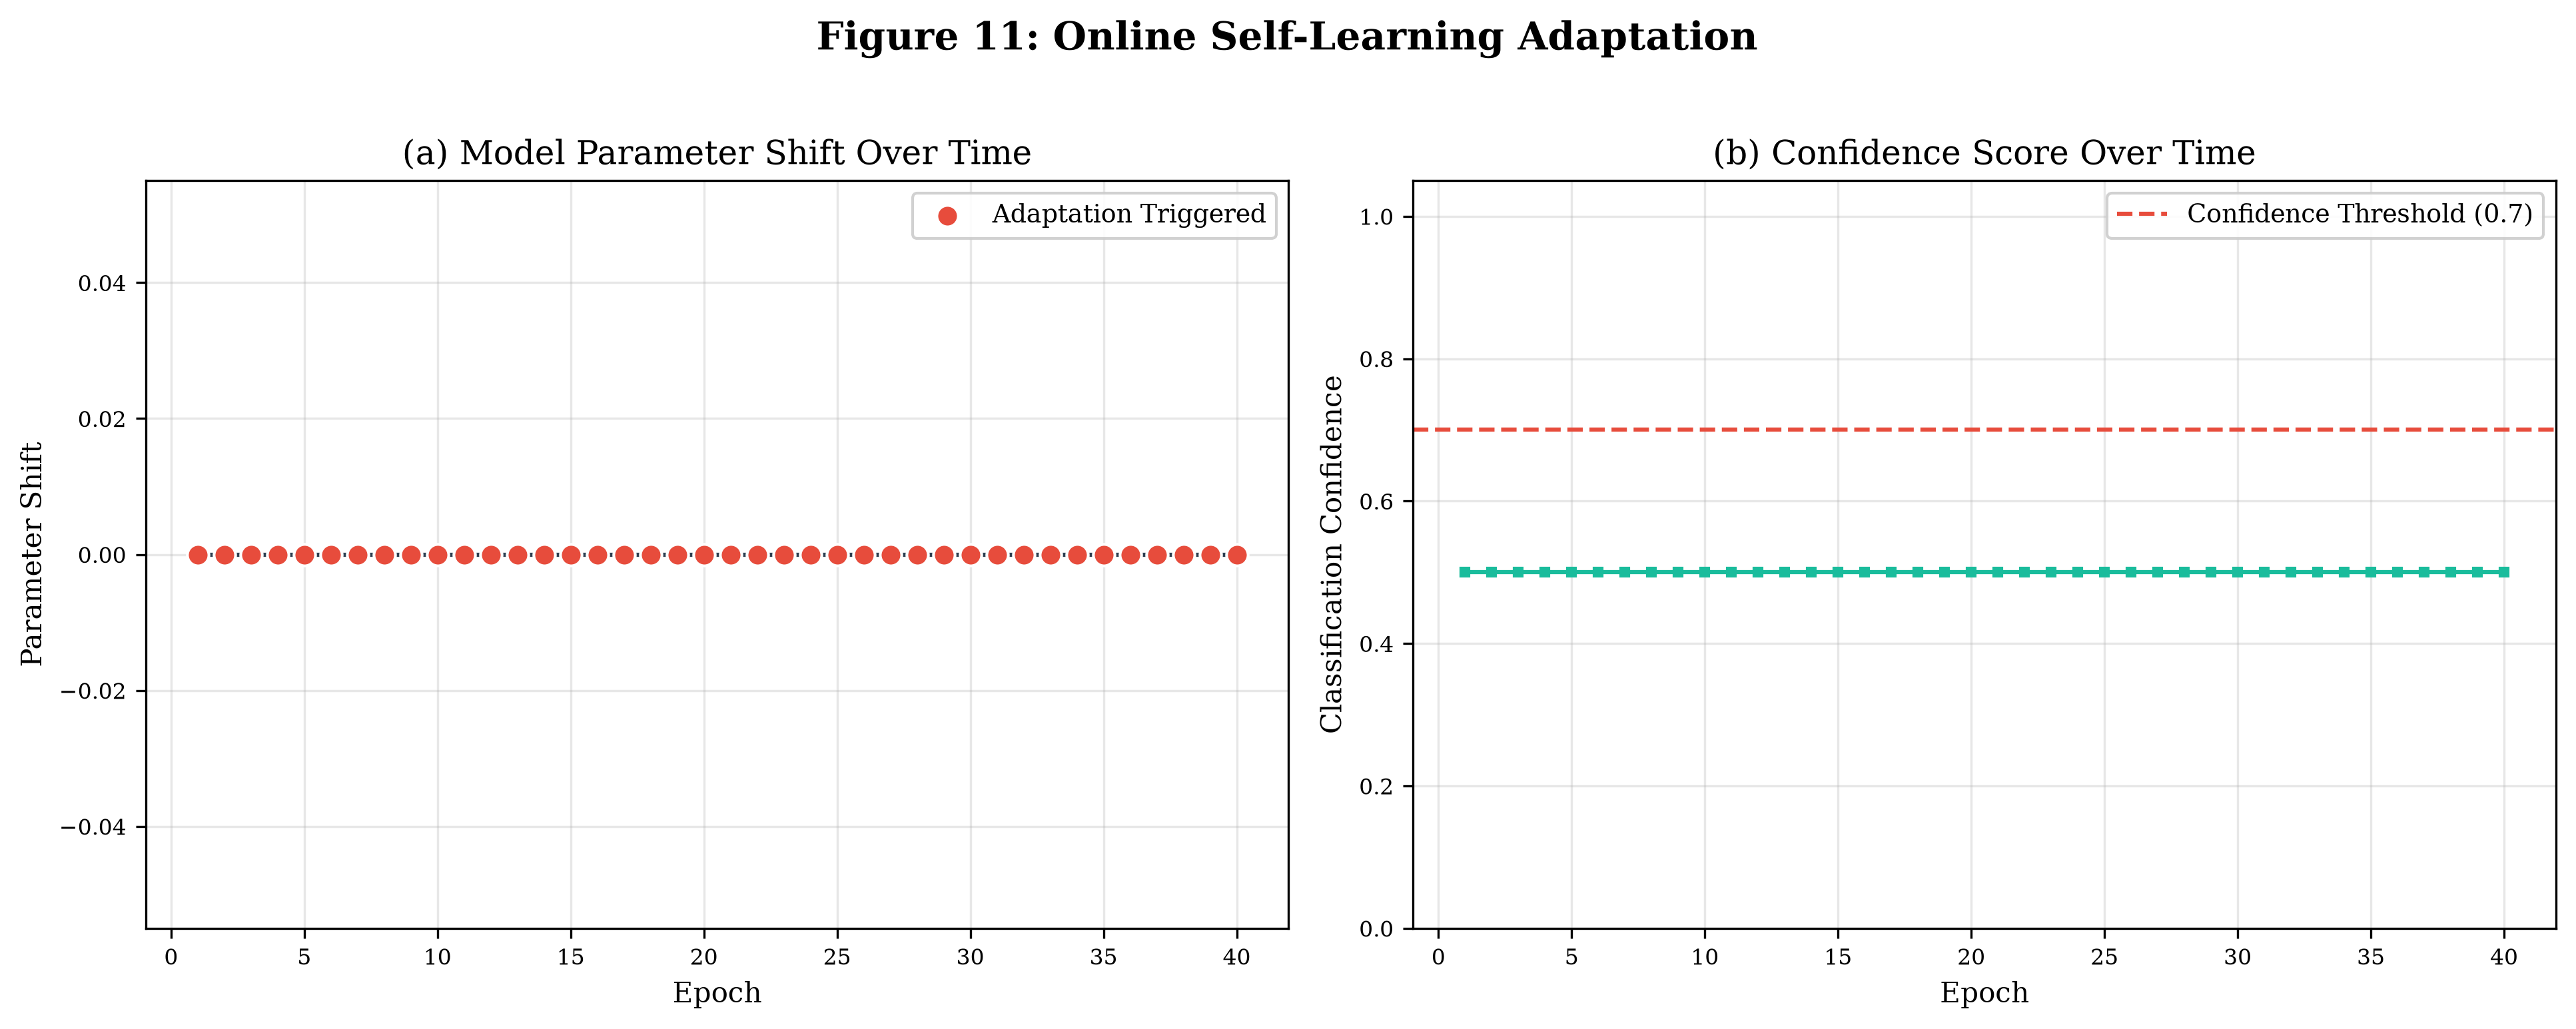 Figure 11: Online Self-Learning Adaptation
(a) Model Parameter Shift Over Time
Adaptation Triggered
0.04
0.02
0.00
−0.02
−0.04
Parameter Shift
0 5 10 15 20 25 30 35 40
Epoch
(b) Confidence Score Over Time
Confidence Threshold (0.7)
1.0
0.8
0.6
0.4
0.2
0.0
Classification Confidence
0 5 10 15 20 25 30 35 40
Epoch